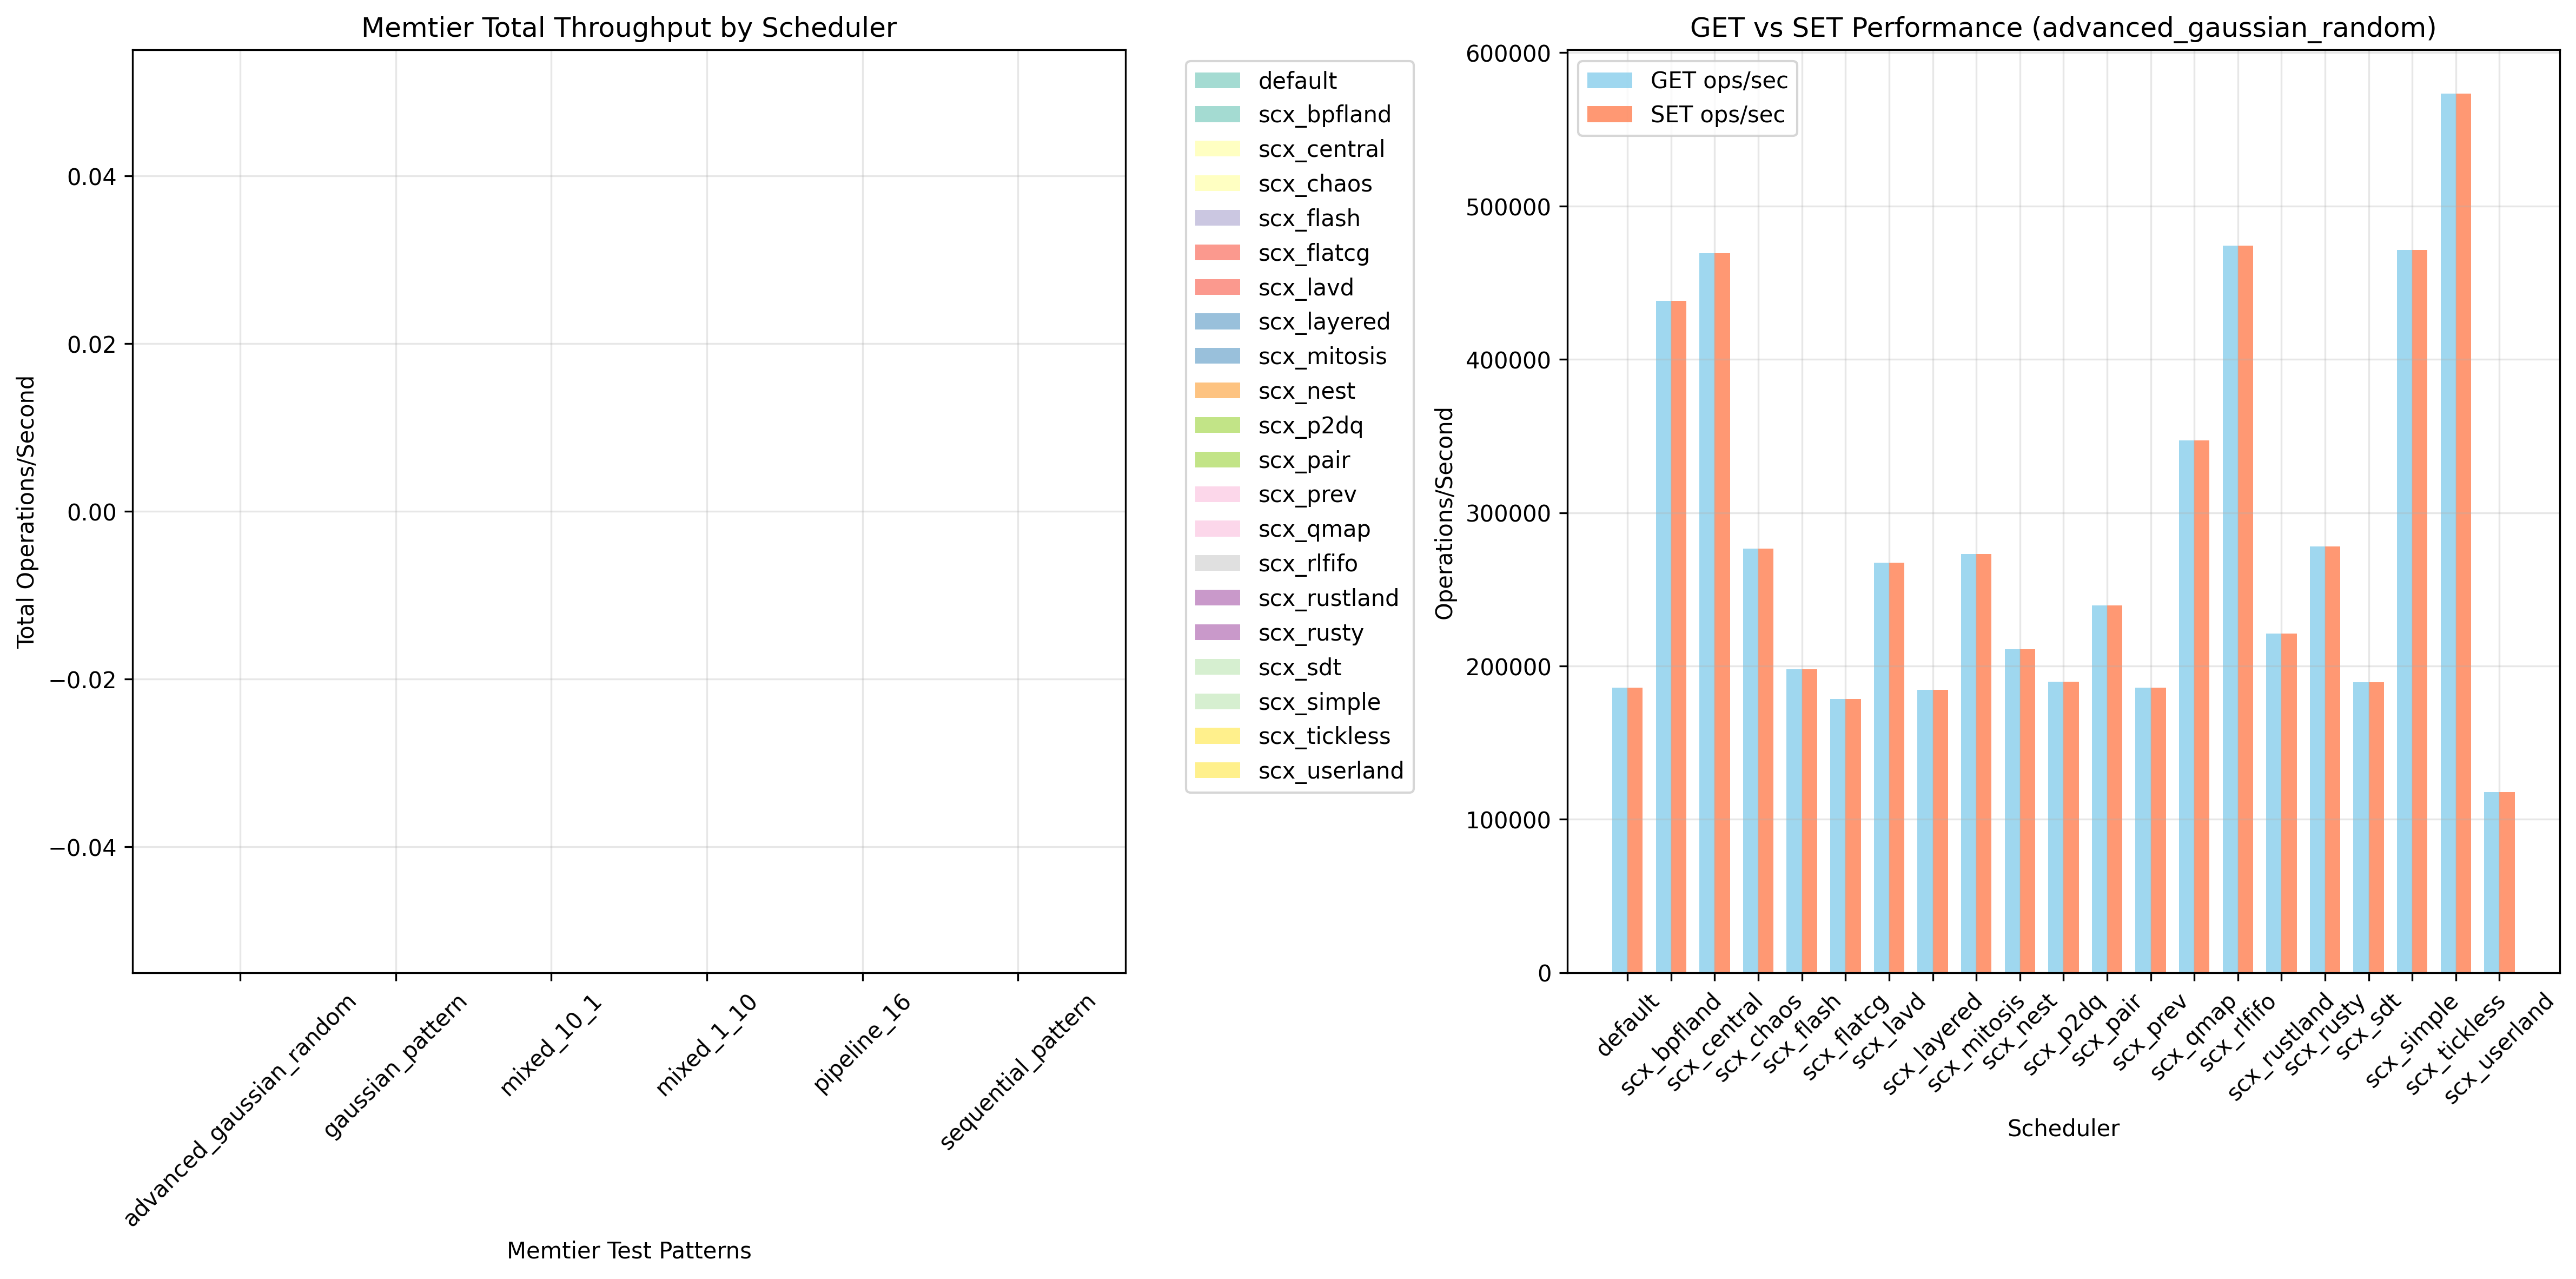 Memtier Total Throughput by Scheduler
Total Operations/Second
0.04
0.02
0.00
−0.02
−0.04
advanced_gaussian_random
gaussian_pattern
mixed_10_1
mixed_1_10
pipeline_16
sequential_pattern
Memtier Test Patterns
default
scx_bpfland
scx_central
scx_chaos
scx_flash
scx_flatcg
scx_lavd
scx_layered
scx_mitosis
scx_nest
scx_p2dq
scx_pair
scx_prev
scx_qmap
scx_rlfifo
scx_rustland
scx_rusty
scx_sdt
scx_simple
scx_tickless
scx_userland
GET vs SET Performance (advanced_gaussian_random)
GET ops/sec
SET ops/sec
Operations/Second
600000
500000
400000
300000
200000
100000
0
default
scx_bpfland
scx_central
scx_chaos
scx_flash
scx_flatcg
scx_lavd
scx_layered
scx_mitosis
scx_nest
scx_p2dq
scx_pair
scx_prev
scx_qmap
scx_rlfifo
scx_rustland
scx_rusty
scx_sdt
scx_simple
scx_tickless
scx_userland
Scheduler